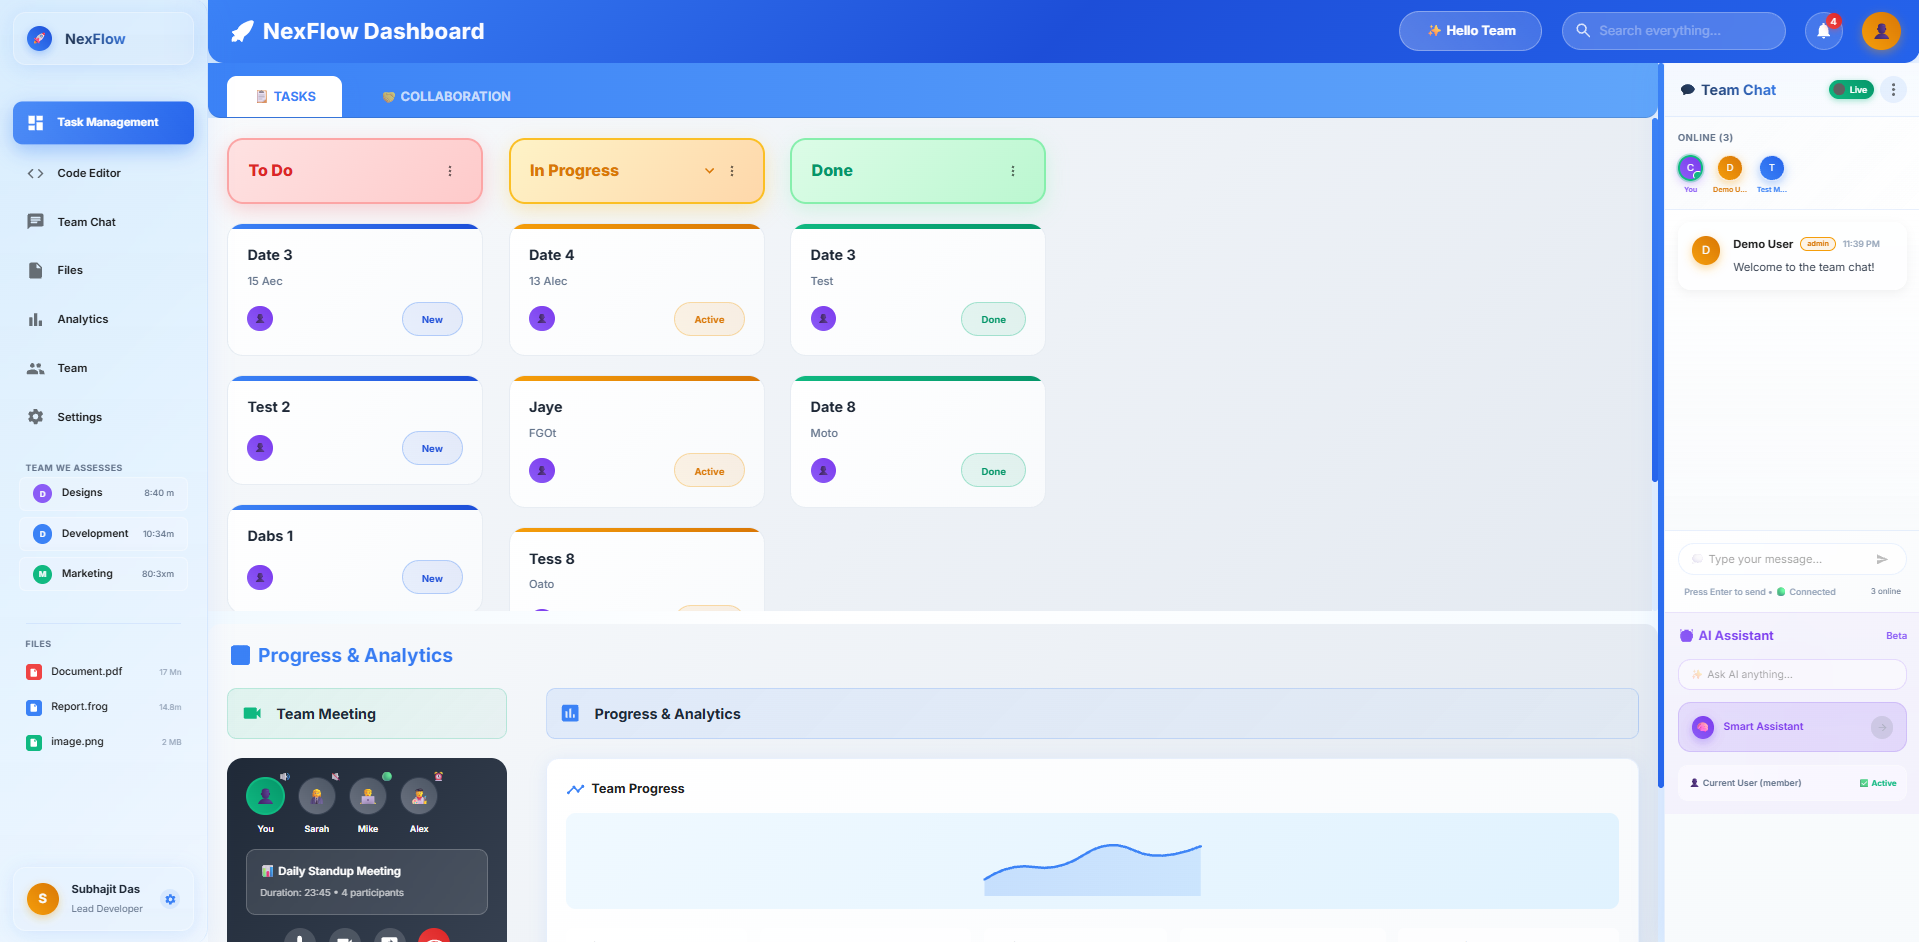 NexFlow
Task Management
Code Editor
Team Chat
Files
Analytics
Team
Settings
TEAM WE ASSESSES
D Designs 8:40 m
D Development 10:34m
M Marketing 80:3xm
FILES
Document.pdf 17 Mn
Report.frog 14.8m
image.png 2 MB
S
Subhajit Das
Lead Developer
NexFlow Dashboard
✨ Hello Team
Search everything...
4
TASKS
COLLABORATION
To Do
Date 3
15 Aec
New
Test 2
New
Dabs 1
New
In Progress
Date 4
13 Alec
Active
Jaye
FGOt
Active
Tess 8
Oato
Done
Date 3
Test
Done
Date 8
Moto
Done
Progress & Analytics
Team Meeting
You Sarah Mike Alex
Daily Standup Meeting
Duration: 23:45 • 4 participants
Progress & Analytics
Team Progress
Team Chat
Live
ONLINE (3)
C D T
You Demo U... Test M...
D
Demo User admin 11:39 PM
Welcome to the team chat!
Type your message...
Press Enter to send • Connected 3 online
AI Assistant Beta
Ask AI anything...
Smart Assistant
Current User (member) Active